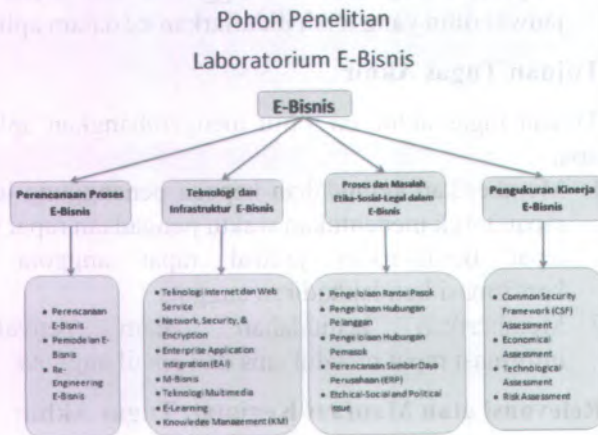 Pohon Penelitian
Laboratorium E-Bisnis
Tujuan Tugas Akhir
E-Bisnis
Perencanaan Proses
E-Bisnis
Teknologi dan
Infrastruktur E-Bisnis
Proses dan Masalah
Etika-Sosial-Legal dalam
E-Bisnis
Pengukuran Kinerja
E-Bisnis
• Perencanaan
E-Bisnis
• Pemodelan E-
Bisnis
• Re-
Engineering E-
Bisnis
• Teknologi Internet dan Web
Service
• Network, Security, &
Encryption
• Enterprise Application
Integration (EAI)
• M-Bisnis
• Teknologi Multimedia
• E-Learning
• Knowledge Management (KM)
• Pengelolaan Rantai Pasok
• Pengelolaan Hubungan
Pelanggan
• Pengelolaan Hubungan
Pemasok
• Perencanaan Sumber Daya
Perusahaan (ERP)
• Etchical-Social and Political
• Common Security
Framework (CSF)
Assessment
• Economical
Assessment
• Technological
Assessment
• Risk Assessment